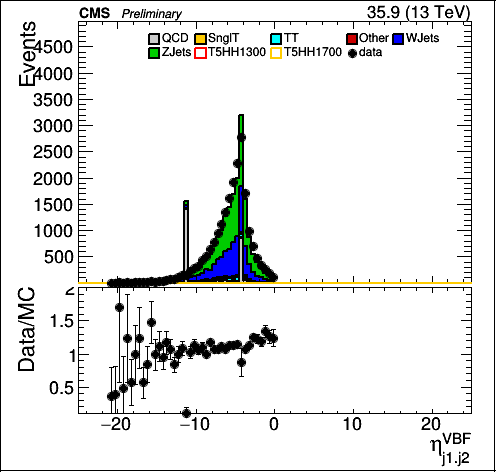 CMS Preliminary 35.9 (13 TeV)
Events
QCD SnglT TT Other WJets
ZJets T5HH1300 T5HH1700 data
4500
4000
3500
3000
2500
2000
1500
1000
500
Data/MC
2
1.5
1
0.5
−20 −10 0 10 20
η^VBF_j1.j2